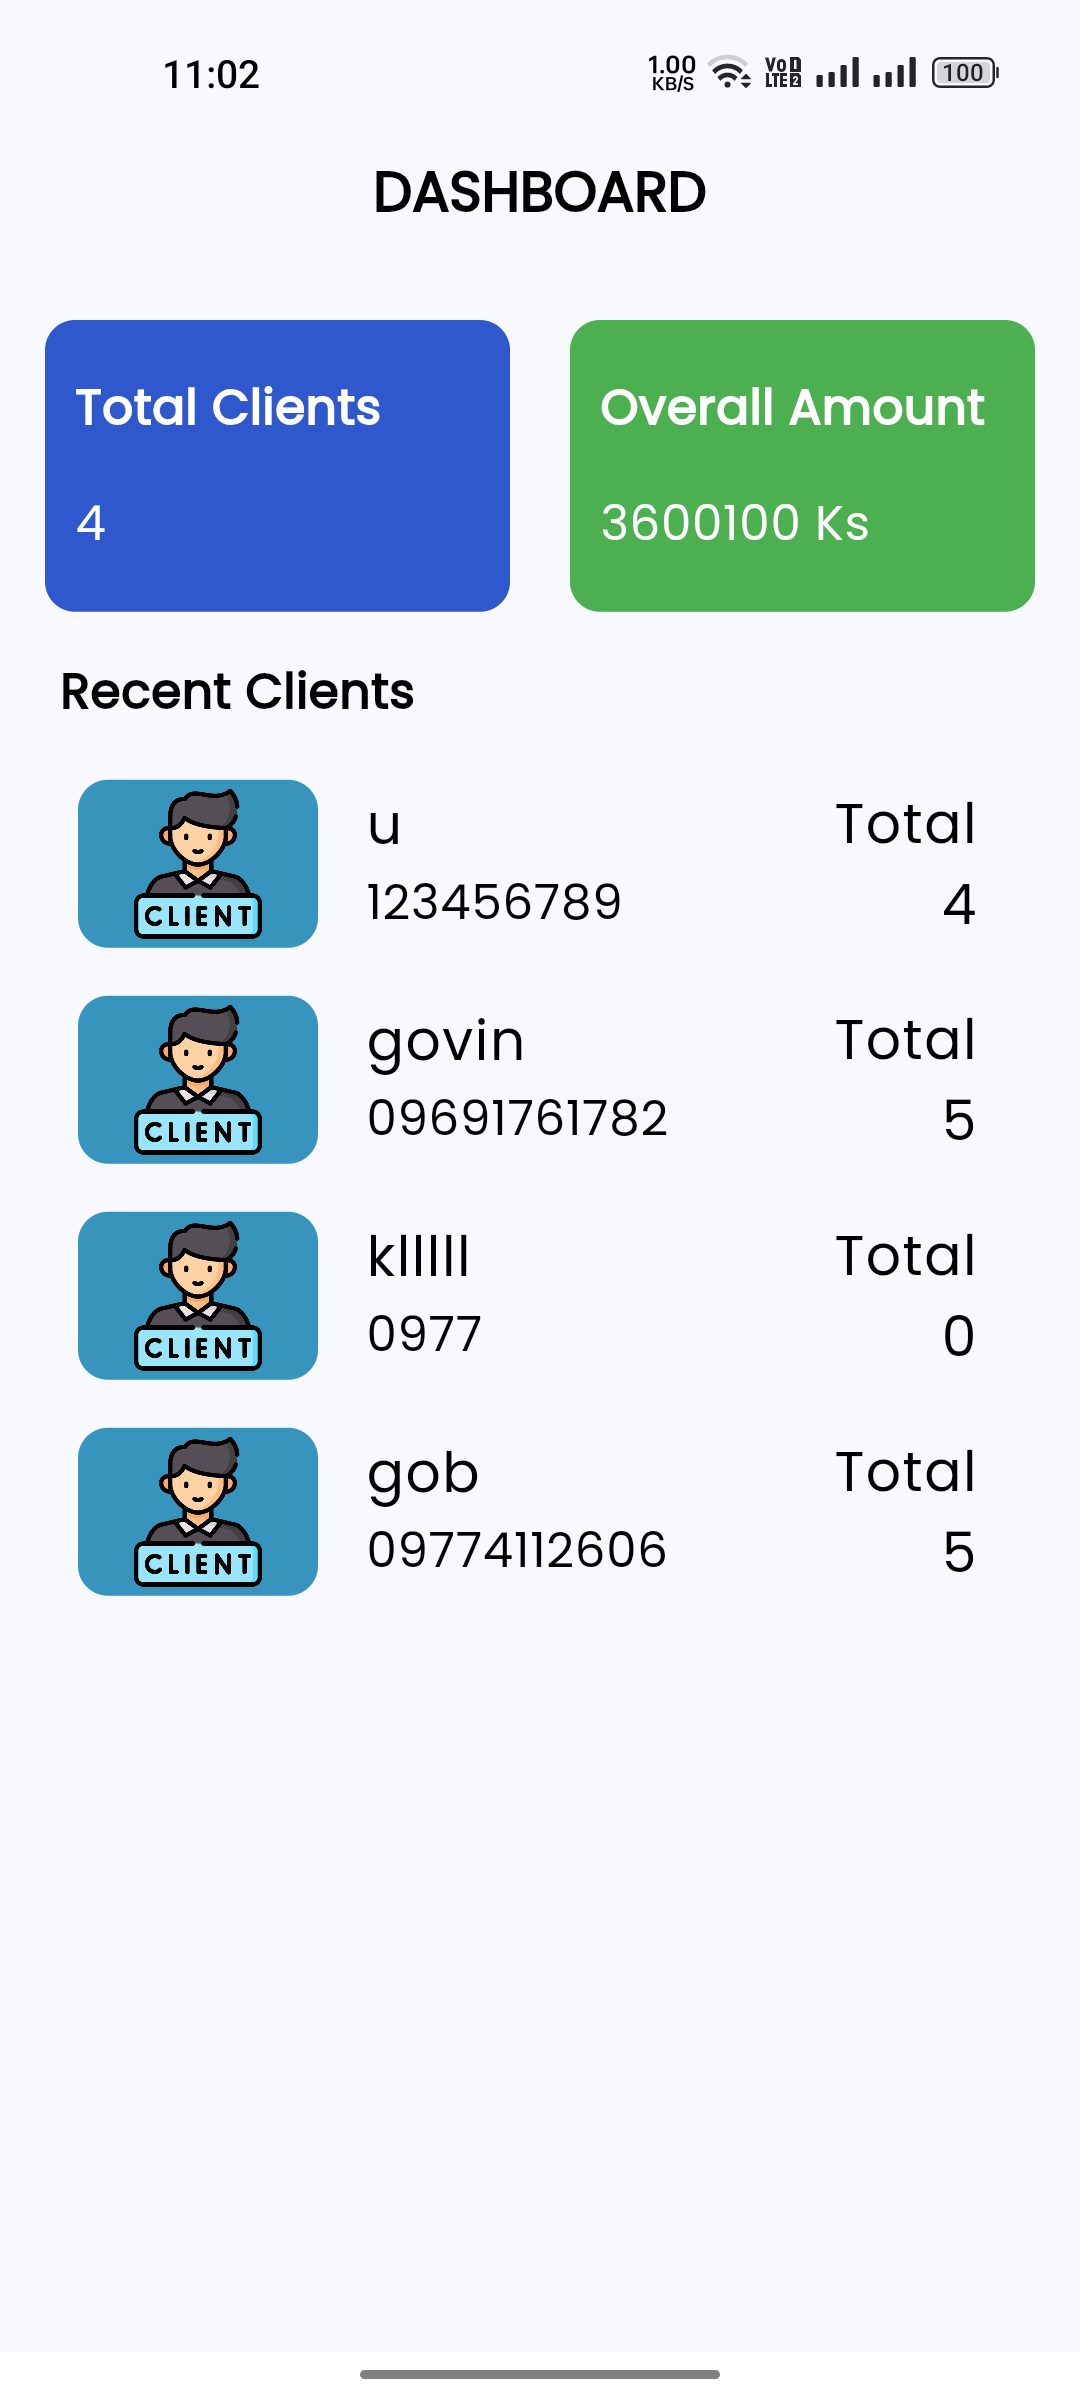 11:02
1.00
KB/S
VoD
LTE2
100
DASHBOARD
Total Clients
Overall Amount
4
3600100 Ks
Recent Clients
u
Total
123456789
4
CLIENT
govin
Total
09691761782
5
CLIENT
klllll
Total
0977
0
CLIENT
gob
Total
09774112606
5
CLIENT